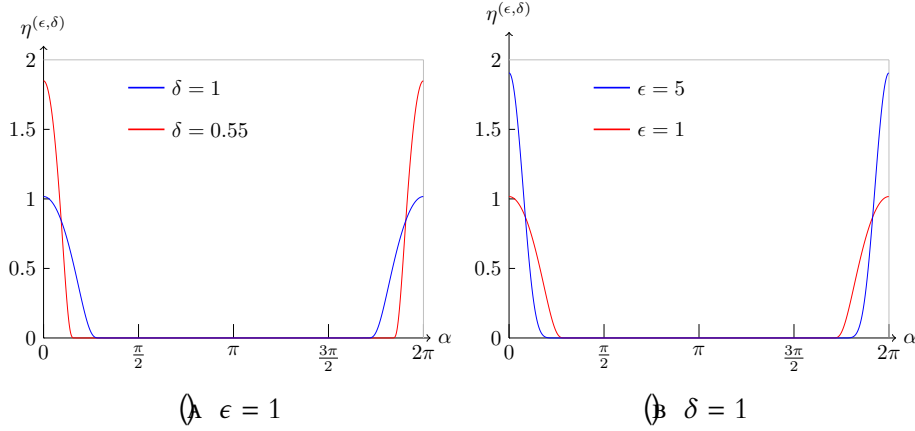 η^(ϵ,δ)
2
1.5
1
0.5
0
δ = 1
δ = 0.55
0
π/2
π
3π/2
2π
α
(A) ϵ = 1
η^(ϵ,δ)
2
1.5
1
0.5
0
ϵ = 5
ϵ = 1
0
π/2
π
3π/2
2π
α
(B) δ = 1